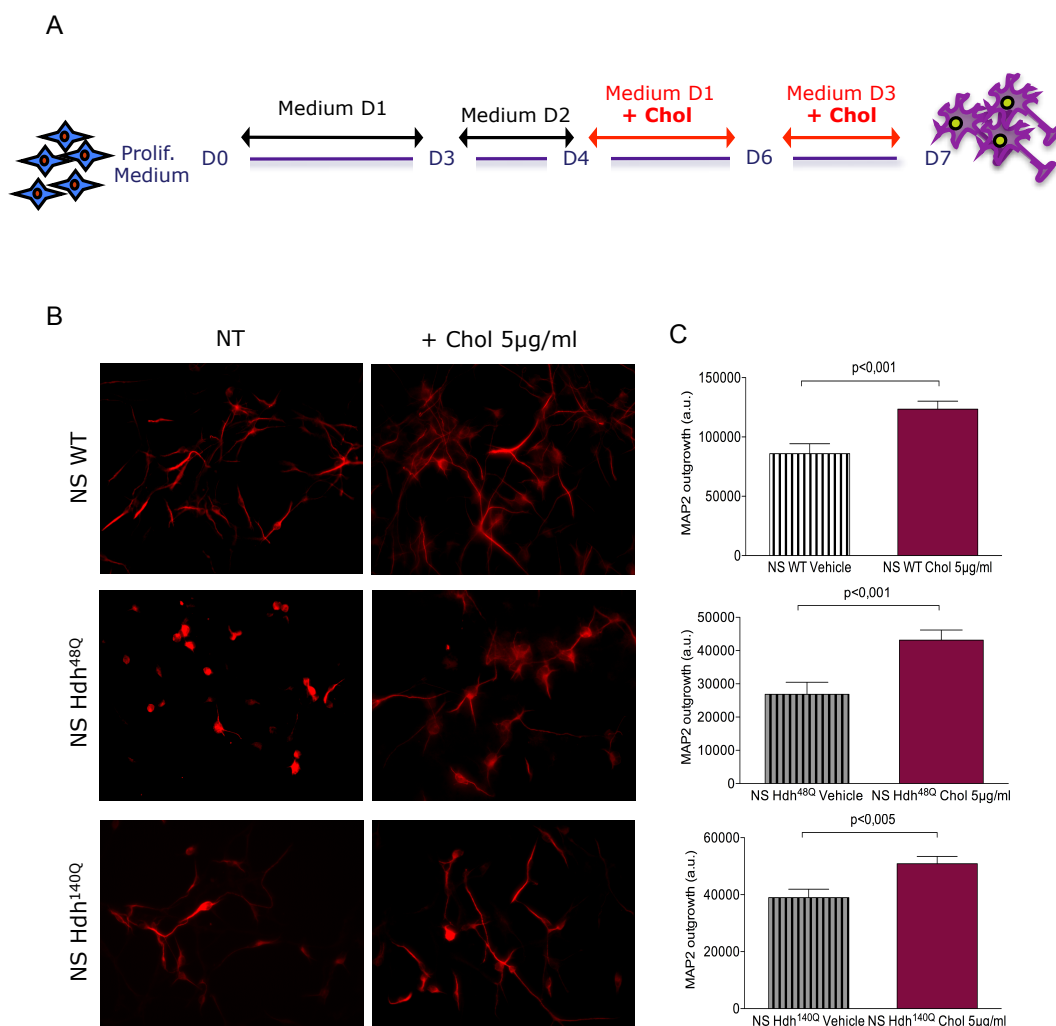 A
Medium D1
Medium D2
Medium D1
+ Chol
Medium D3
+ Chol
Prolif.
Medium
D0
D3
D4
D6
D7
B
NT
+ Chol 5µg/ml
NS WT
NS Hdh48Q
NS Hdh140Q
C
p<0,001
150000
100000
50000
0
MAP2 outgrowth (a.u.)
NS WT Vehicle
NS WT Chol 5µg/ml
p<0,001
50000
40000
30000
20000
10000
0
MAP2 outgrowth (a.u.)
NS Hdh48Q Vehicle
NS Hdh48Q Chol 5µg/ml
p<0,005
60000
40000
20000
0
MAP2 outgrowth (a.u.)
NS Hdh140Q Vehicle
NS Hdh140Q Chol 5µg/ml